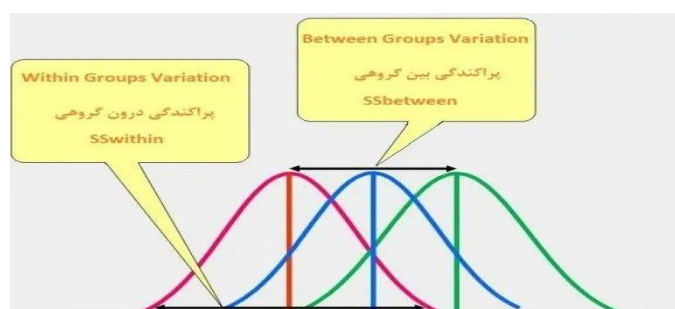 Between Groups Variation
پراکندگی بین گروهی
SSbetween
Within Groups Variation
پراکندگی درون گروهی
SSwithin